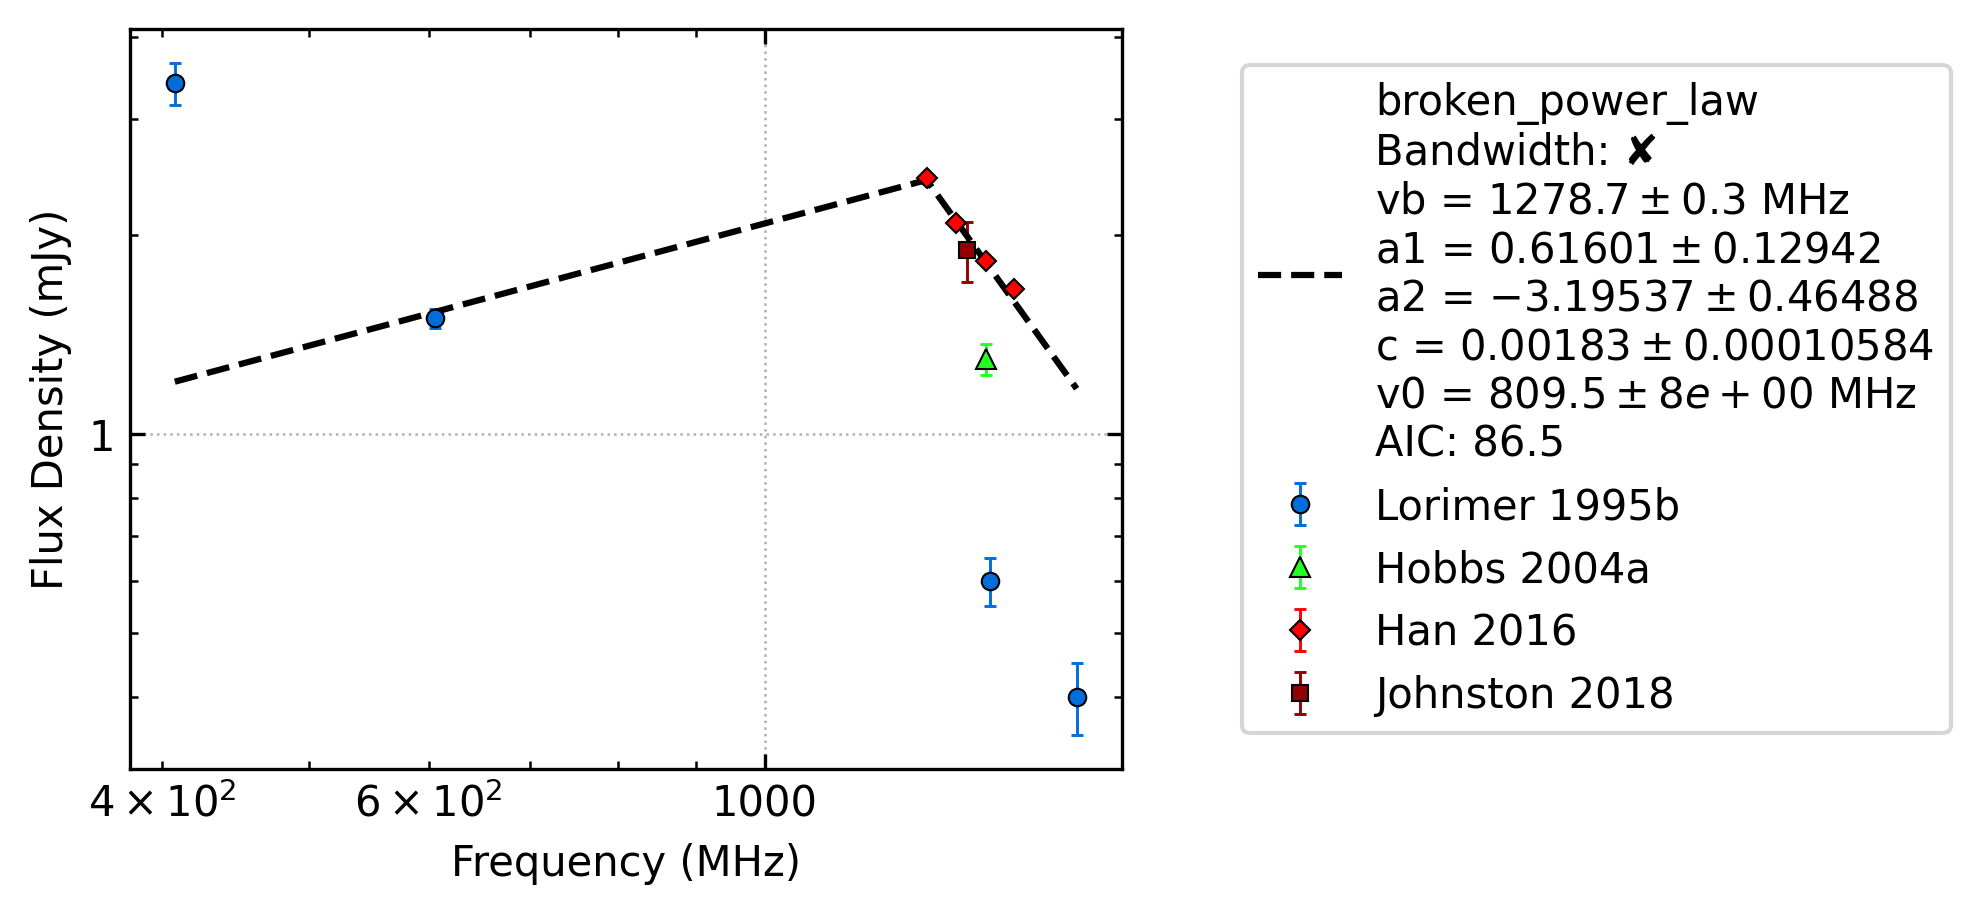 Flux Density (mJy)
1
4 × 10²
6 × 10²
1000
Frequency (MHz)
broken_power_law
Bandwidth: ✘
vb = 1278.7 ± 0.3 MHz
a1 = 0.61601 ± 0.12942
a2 = −3.19537 ± 0.46488
c = 0.00183 ± 0.00010584
v0 = 809.5 ± 8e + 00 MHz
AIC: 86.5
Lorimer 1995b
Hobbs 2004a
Han 2016
Johnston 2018